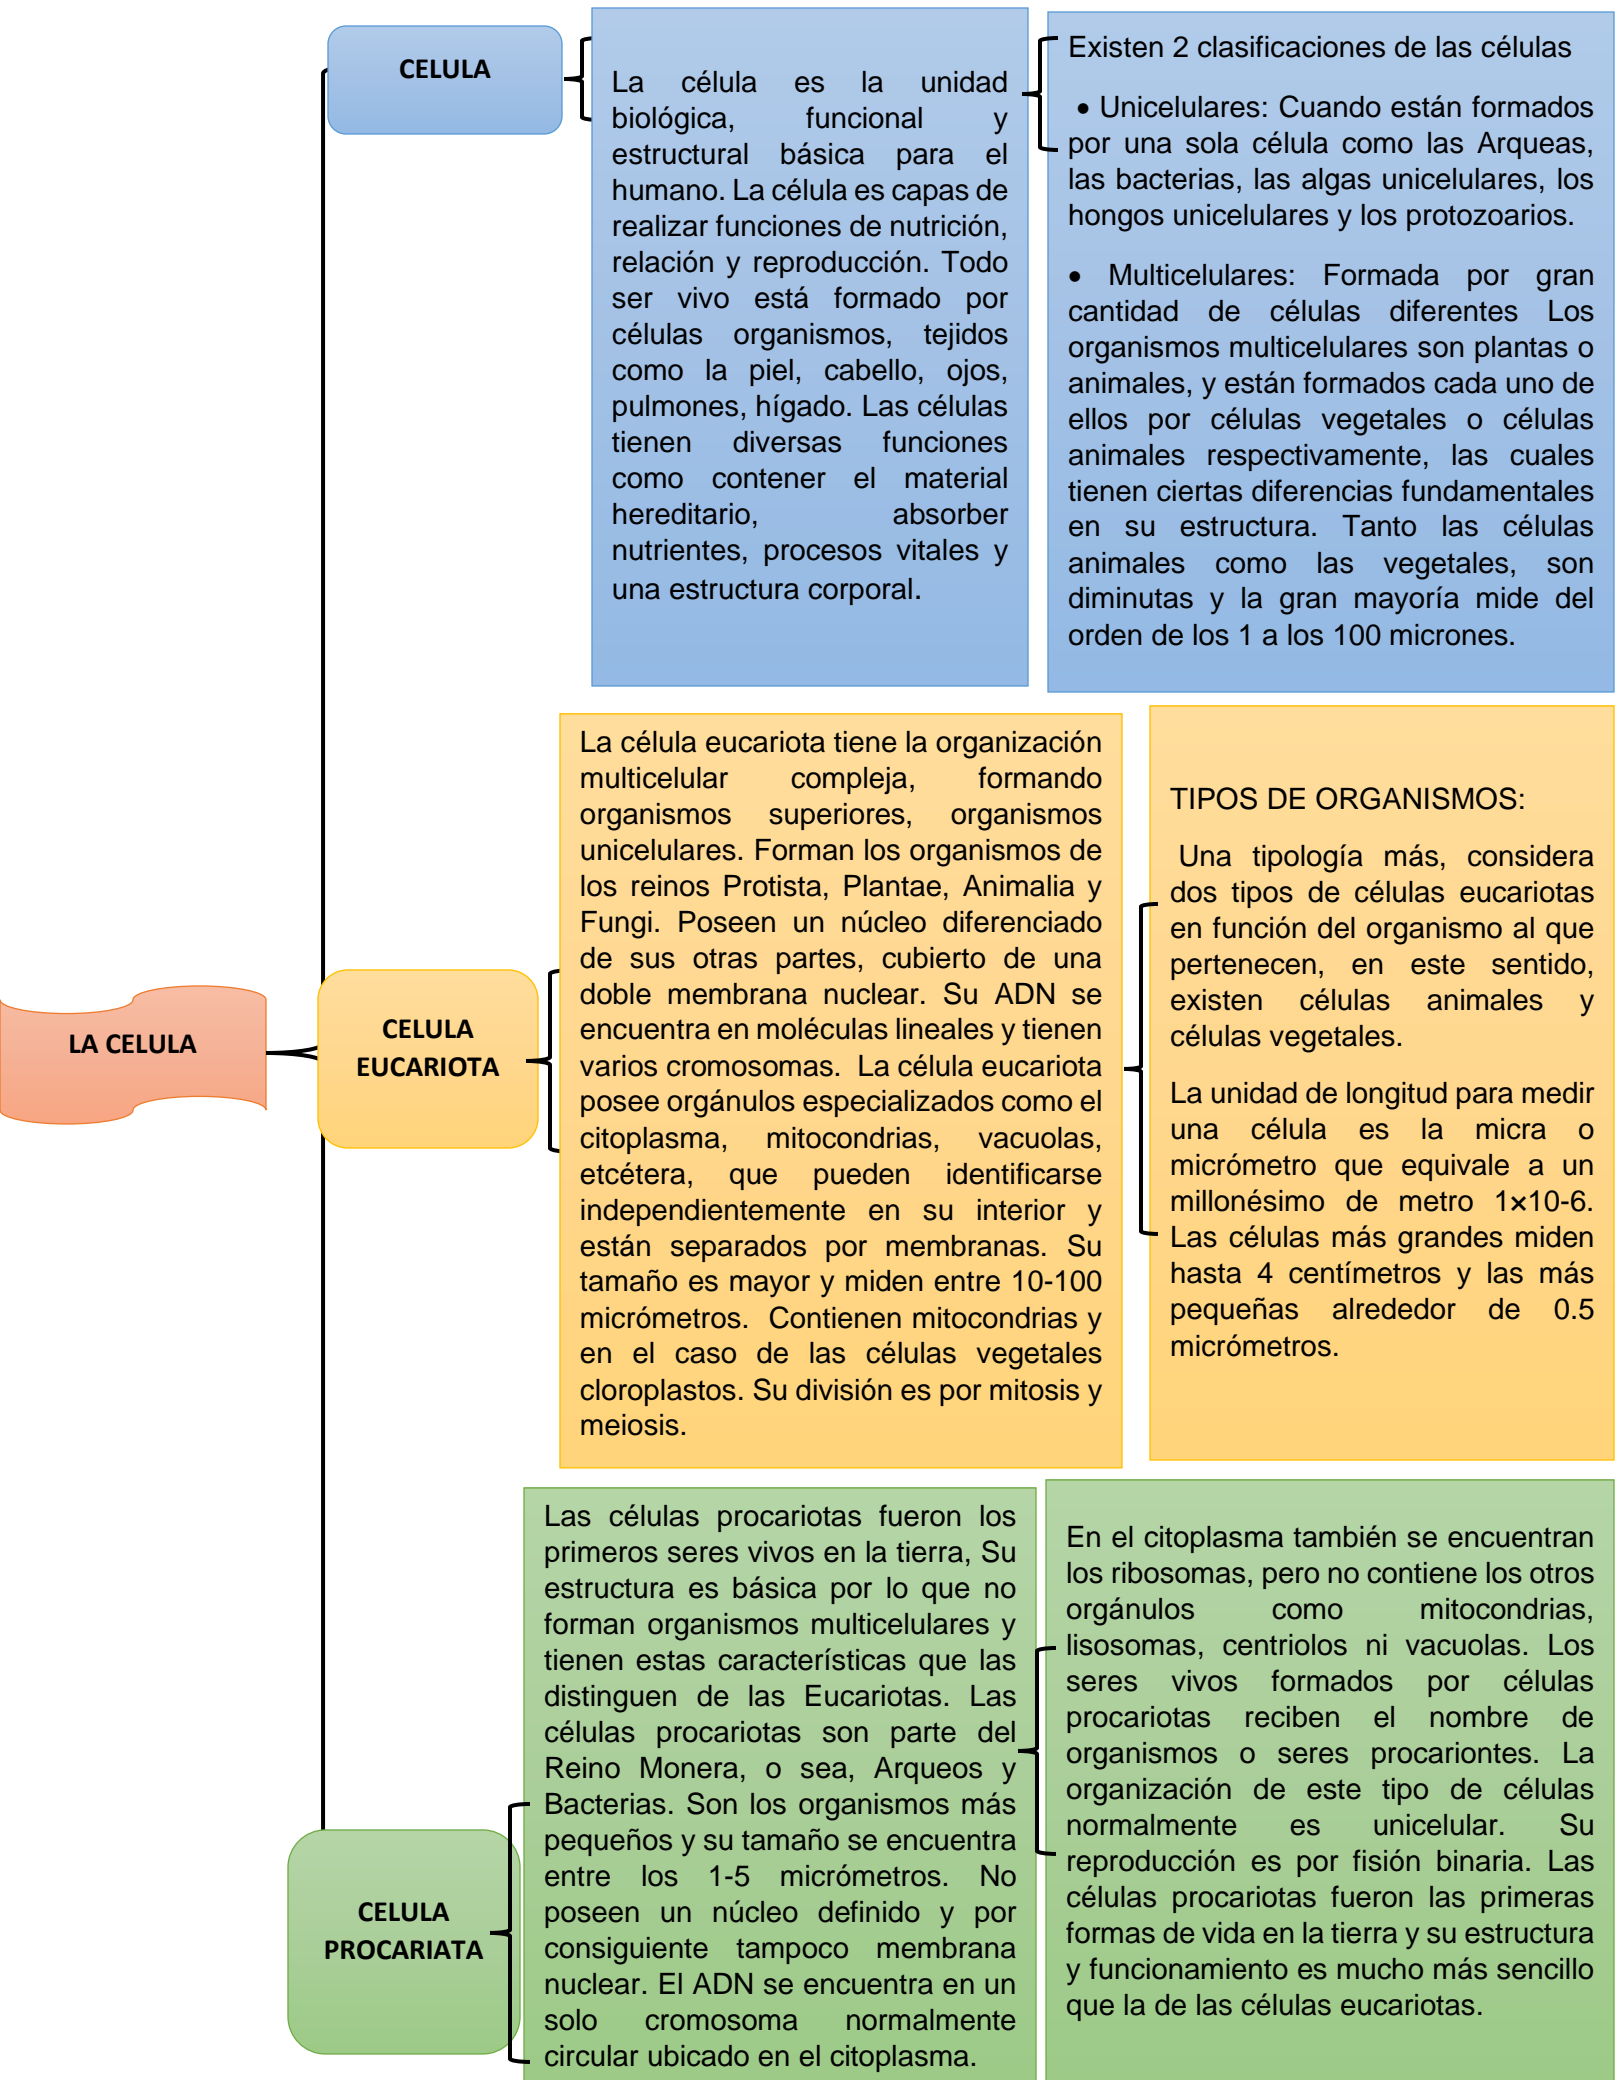 CELULA
La célula es la unidad
biológica, funcional y
estructural básica para el
humano. La célula es capas de
realizar funciones de nutrición,
relación y reproducción. Todo
ser vivo está formado por
células organismos, tejidos
como la piel, cabello, ojos,
pulmones, hígado. Las células
tienen diversas funciones
como contener el material
hereditario, absorber
nutrientes, procesos vitales y
una estructura corporal.
Existen 2 clasificaciones de las células
• Unicelulares: Cuando están formados
por una sola célula como las Arqueas,
las bacterias, las algas unicelulares, los
hongos unicelulares y los protozoarios.
• Multicelulares: Formada por gran
cantidad de células diferentes Los
organismos multicelulares son plantas o
animales, y están formados cada uno de
ellos por células vegetales o células
animales respectivamente, las cuales
tienen ciertas diferencias fundamentales
en su estructura. Tanto las células
animales como las vegetales, son
diminutas y la gran mayoría mide del
orden de los 1 a los 100 micrones.
LA CELULA
CELULA
EUCARIOTA
La célula eucariota tiene la organización
multicelular compleja, formando
organismos superiores, organismos
unicelulares. Forman los organismos de
los reinos Protista, Plantae, Animalia y
Fungi. Poseen un núcleo diferenciado
de sus otras partes, cubierto de una
doble membrana nuclear. Su ADN se
encuentra en moléculas lineales y tienen
varios cromosomas. La célula eucariota
posee orgánulos especializados como el
citoplasma, mitocondrias, vacuolas,
etcétera, que pueden identificarse
independientemente en su interior y
están separados por membranas. Su
tamaño es mayor y miden entre 10-100
micrómetros. Contienen mitocondrias y
en el caso de las células vegetales
cloroplastos. Su división es por mitosis y
meiosis.
TIPOS DE ORGANISMOS:
Una tipología más, considera
dos tipos de células eucariotas
en función del organismo al que
pertenecen, en este sentido,
existen células animales y
células vegetales.
La unidad de longitud para medir
una célula es la micra o
micrómetro que equivale a un
millonésimo de metro 1×10-6.
Las células más grandes miden
hasta 4 centímetros y las más
pequeñas alrededor de 0.5
micrómetros.
CELULA
PROCARIATA
Las células procariotas fueron los
primeros seres vivos en la tierra, Su
estructura es básica por lo que no
forman organismos multicelulares y
tienen estas características que las
distinguen de las Eucariotas. Las
células procariotas son parte del
Reino Monera, o sea, Arqueos y
Bacterias. Son los organismos más
pequeños y su tamaño se encuentra
entre los 1-5 micrómetros. No
poseen un núcleo definido y por
consiguiente tampoco membrana
nuclear. El ADN se encuentra en un
solo cromosoma normalmente
circular ubicado en el citoplasma.
En el citoplasma también se encuentran
los ribosomas, pero no contiene los otros
orgánulos como mitocondrias,
lisosomas, centriolos ni vacuolas. Los
seres vivos formados por células
procariotas reciben el nombre de
organismos o seres procariontes. La
organización de este tipo de células
normalmente es unicelular. Su
reproducción es por fisión binaria. Las
células procariotas fueron las primeras
formas de vida en la tierra y su estructura
y funcionamiento es mucho más sencillo
que la de las células eucariotas.